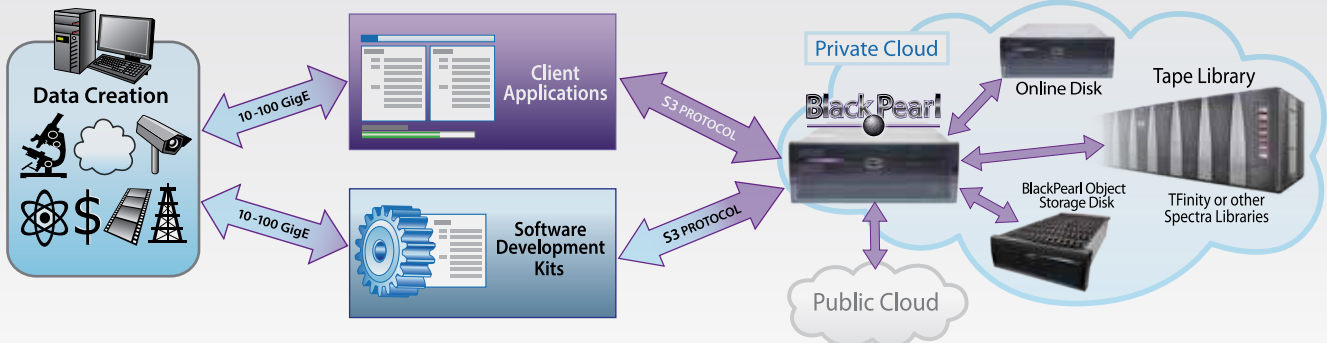 Data Creation
$
10-100 GigE
10-100 GigE
Client
Applications
Software
Development
Kits
S3 PROTOCOL
S3 PROTOCOL
Private Cloud
BlackPearl
Online Disk
Tape Library
TFinity or other
Spectra Libraries
BlackPearl Object
Storage Disk
Public Cloud